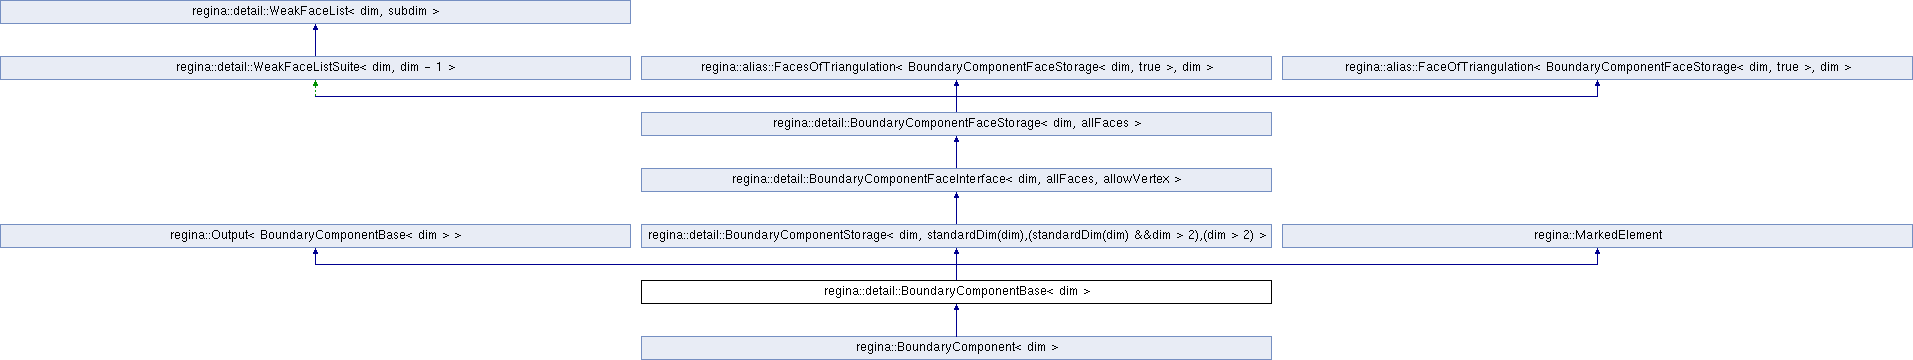 regina::detail::WeakFaceList< dim, subdim >
regina::detail::WeakFaceListSuite< dim, dim - 1 >
regina::alias::FacesOfTriangulation< BoundaryComponentFaceStorage< dim, true >, dim >
regina::alias::FaceOfTriangulation< BoundaryComponentFaceStorage< dim, true >, dim >
regina::detail::BoundaryComponentFaceStorage< dim, allFaces >
regina::detail::BoundaryComponentFaceInterface< dim, allFaces, allowVertex >
regina::Output< BoundaryComponentBase< dim > >
regina::detail::BoundaryComponentStorage< dim, standardDim(dim),(standardDim(dim) &&dim > 2),(dim > 2) >
regina::MarkedElement
regina::detail::BoundaryComponentBase< dim >
regina::BoundaryComponent< dim >